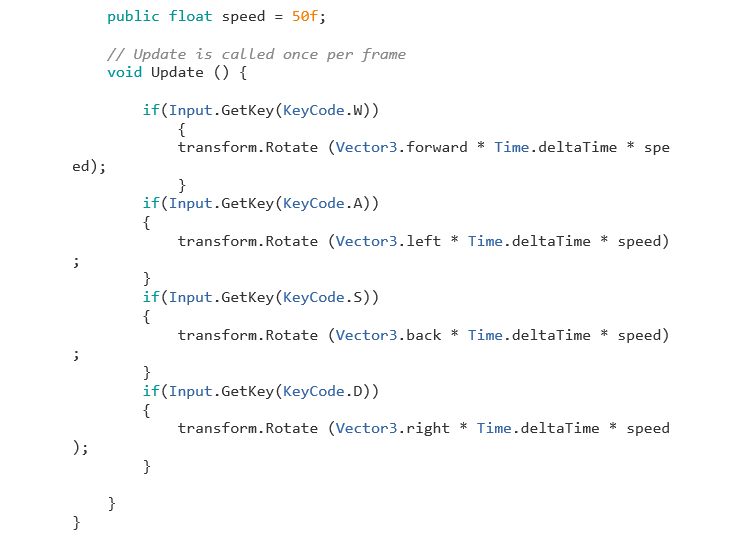 public float speed = 50f;
// Update is called once per frame
void Update () {
if(Input.GetKey(KeyCode.W))
{
transform.Rotate (Vector3.forward * Time.deltaTime * spe
ed);
}
if(Input.GetKey(KeyCode.A))
{
transform.Rotate (Vector3.left * Time.deltaTime * speed)
;
}
if(Input.GetKey(KeyCode.S))
{
transform.Rotate (Vector3.back * Time.deltaTime * speed)
;
}
if(Input.GetKey(KeyCode.D))
{
transform.Rotate (Vector3.right * Time.deltaTime * speed
);
}
}
}